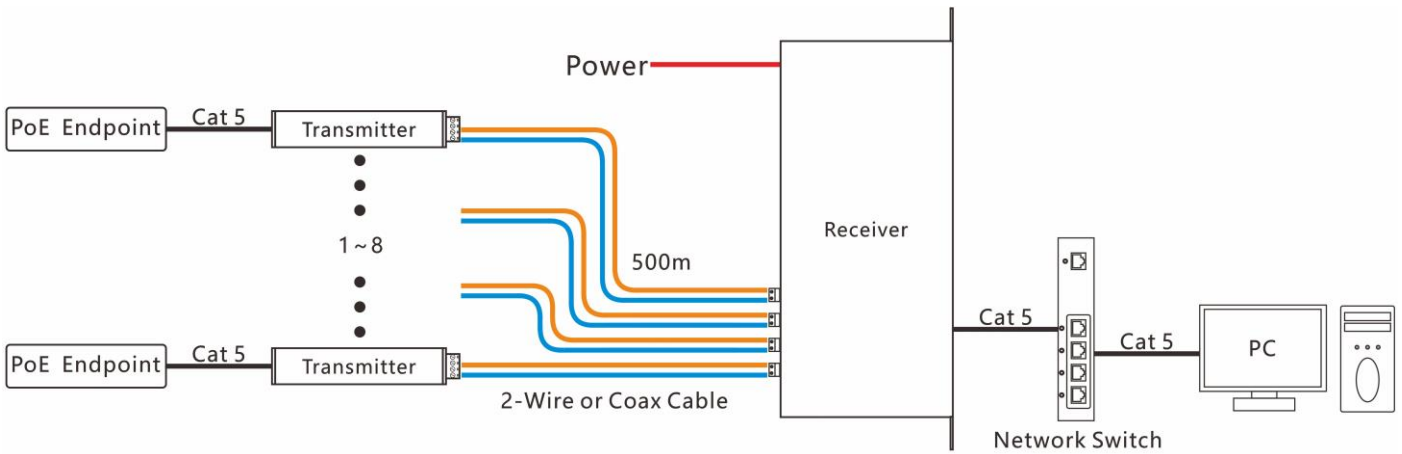 Power
PoE Endpoint
Cat 5
Transmitter
1~8
500m
Receiver
Cat 5
Cat 5
PC
PoE Endpoint
Cat 5
Transmitter
2-Wire or Coax Cable
Network Switch